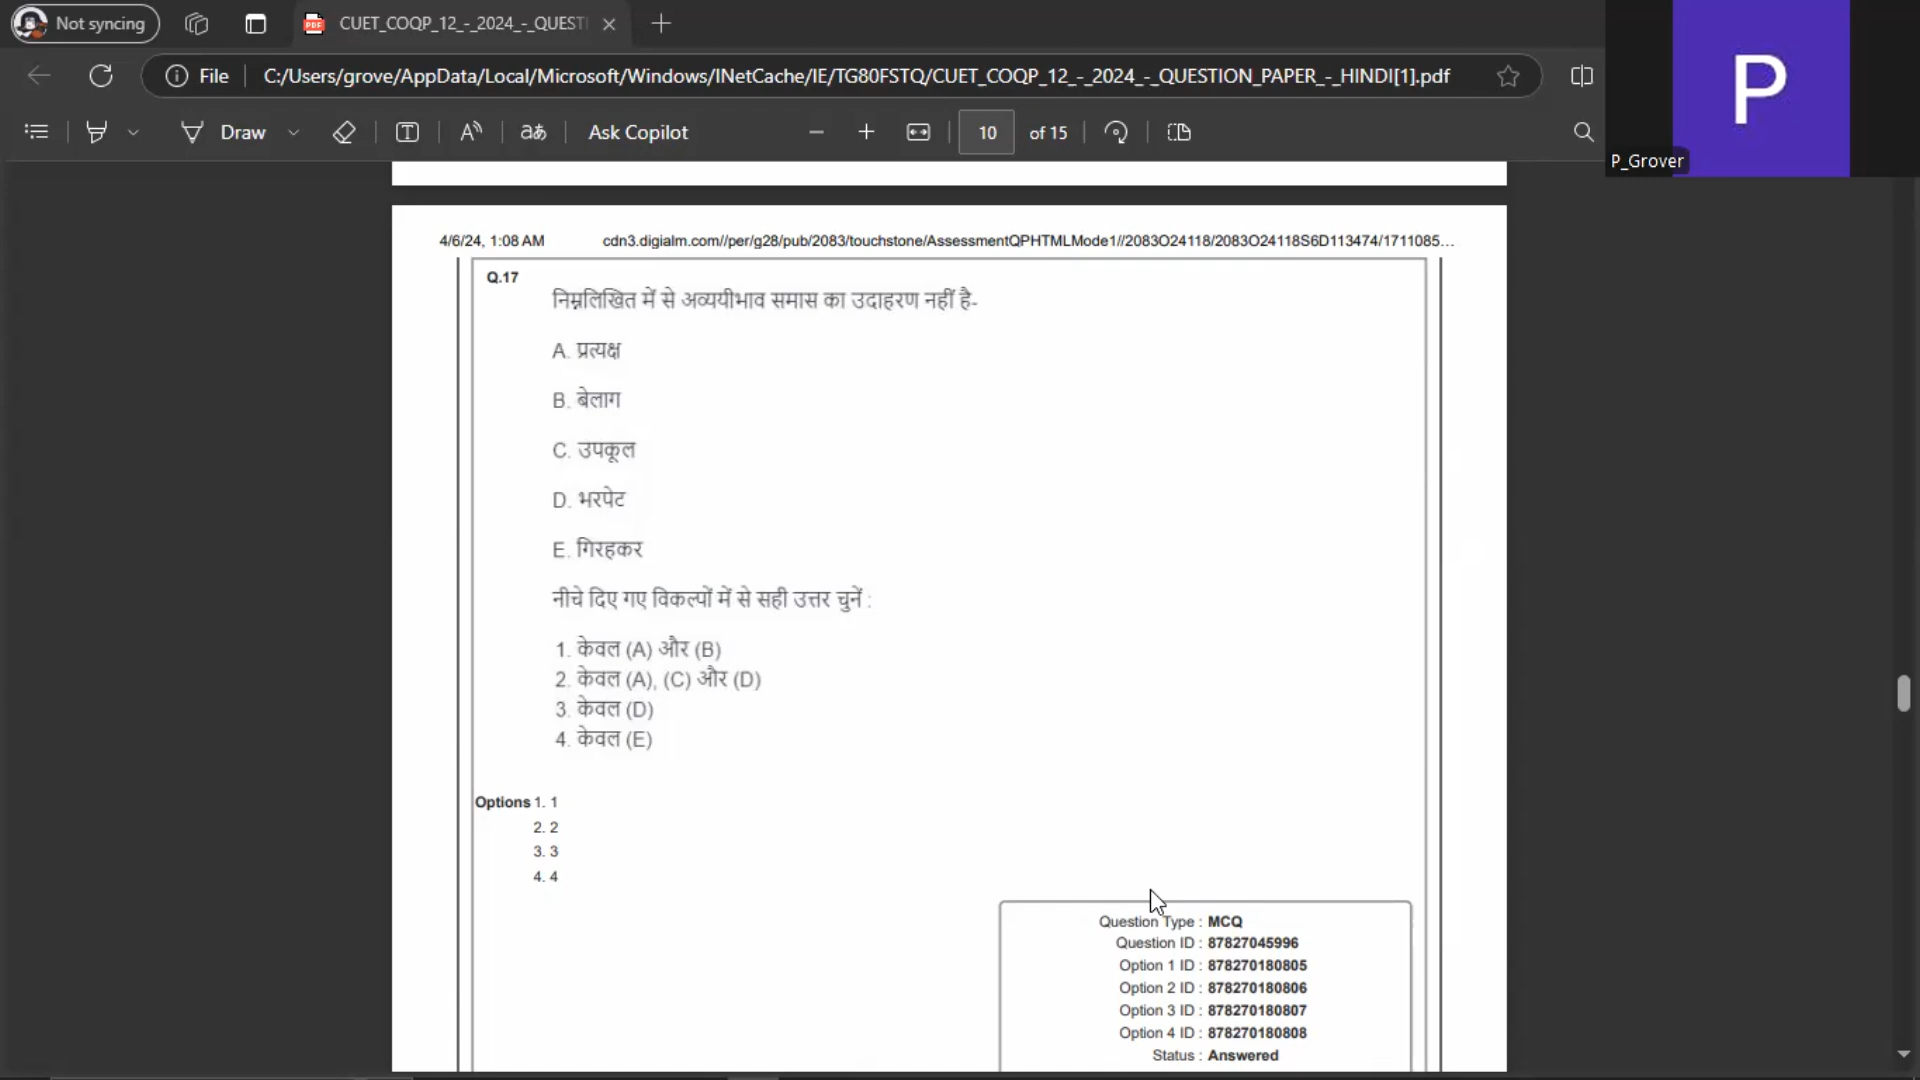 Not syncing
CUET_COQP_12_-_2024_-_QUESTI
File
C:/Users/grove/AppData/Local/Microsoft/Windows/INetCache/IE/TG80FSTQ/CUET_COQP_12_-_2024_-_QUESTION_PAPER_-_HINDI[1].pdf
Draw
aあ
Ask Copilot
10 of 15
P
P_Grover
4/6/24, 1:08 AM
cdn3.digialm.com//per/g28/pub/2083/touchstone/AssessmentQPHTMLMode1//2083O24118/2083O24118S6D113474/1711085...
Q.17
निम्नलिखित में से अव्ययीभाव समास का उदाहरण नहीं है-
A. प्रत्यक्ष
B. बेलाग
C. उपकूल
D. भरपेट
E. गिरहकर
नीचे दिए गए विकल्पों में से सही उत्तर चुनें :
1. केवल (A) और (B)
2. केवल (A), (C) और (D)
3. केवल (D)
4. केवल (E)
Options 1. 1
2. 2
3. 3
4. 4
Question Type : MCQ
Question ID : 87827045996
Option 1 ID : 878270180805
Option 2 ID : 878270180806
Option 3 ID : 878270180807
Option 4 ID : 878270180808
Status : Answered